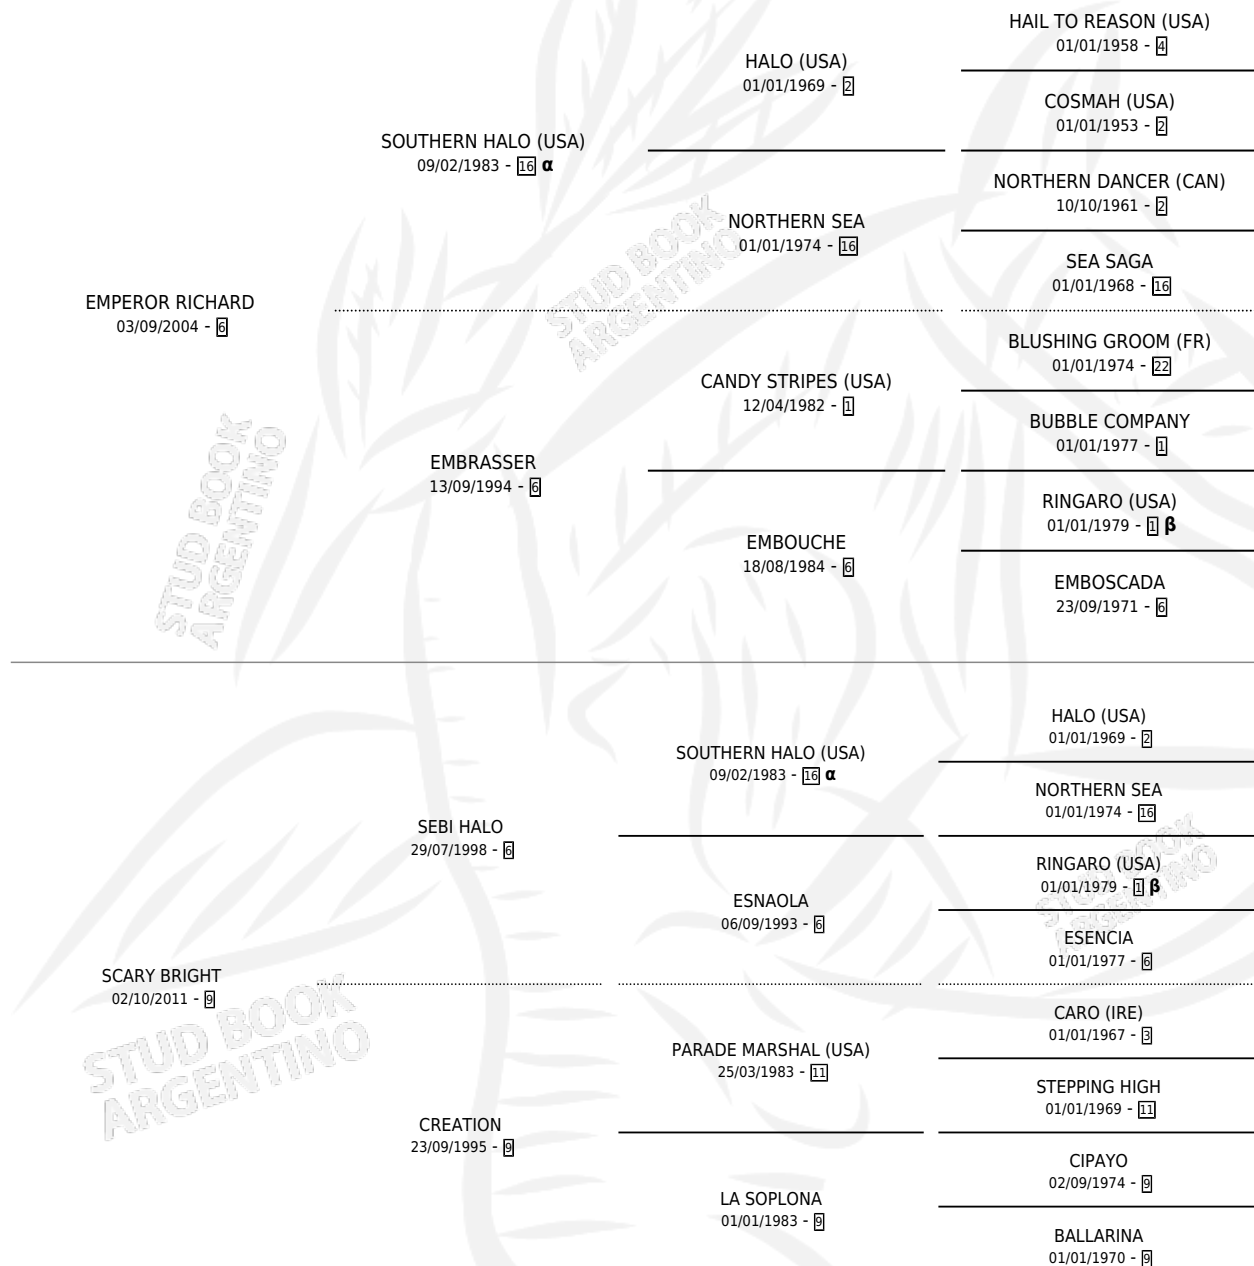 HAIL TO REASON (USA)
01/01/1958 - 4
HALO (USA)
01/01/1969 - 2
COSMAH (USA)
01/01/1953 - 2
SOUTHERN HALO (USA)
09/02/1983 - 16 α
NORTHERN DANCER (CAN)
10/10/1961 - 2
NORTHERN SEA
01/01/1974 - 16
SEA SAGA
01/01/1968 - 16
EMPEROR RICHARD
03/09/2004 - 6
BLUSHING GROOM (FR)
01/01/1974 - 22
CANDY STRIPES (USA)
12/04/1982 - 1
BUBBLE COMPANY
01/01/1977 - 1
EMBRASSER
13/09/1994 - 6
RINGARO (USA)
01/01/1979 - 1 β
EMBOUCHE
18/08/1984 - 6
EMBOSCADA
23/09/1971 - 6
HALO (USA)
01/01/1969 - 2
SOUTHERN HALO (USA)
09/02/1983 - 16 α
NORTHERN SEA
01/01/1974 - 16
SEBI HALO
29/07/1998 - 6
RINGARO (USA)
01/01/1979 - 1 β
ESNAOLA
06/09/1993 - 6
ESENCIA
01/01/1977 - 6
SCARY BRIGHT
02/10/2011 - 9
CARO (IRE)
01/01/1967 - 3
PARADE MARSHAL (USA)
25/03/1983 - 11
STEPPING HIGH
01/01/1969 - 11
CREATION
23/09/1995 - 9
CIPAYO
02/09/1974 - 9
LA SOPLONA
01/01/1983 - 9
BALLARINA
01/01/1970 - 9
STUD BOOK
ARGENTINO
STUD BOOK
ARGENTINO
STUD BOOK
ARGENTINO
STUD BOOK
ARGENTINO